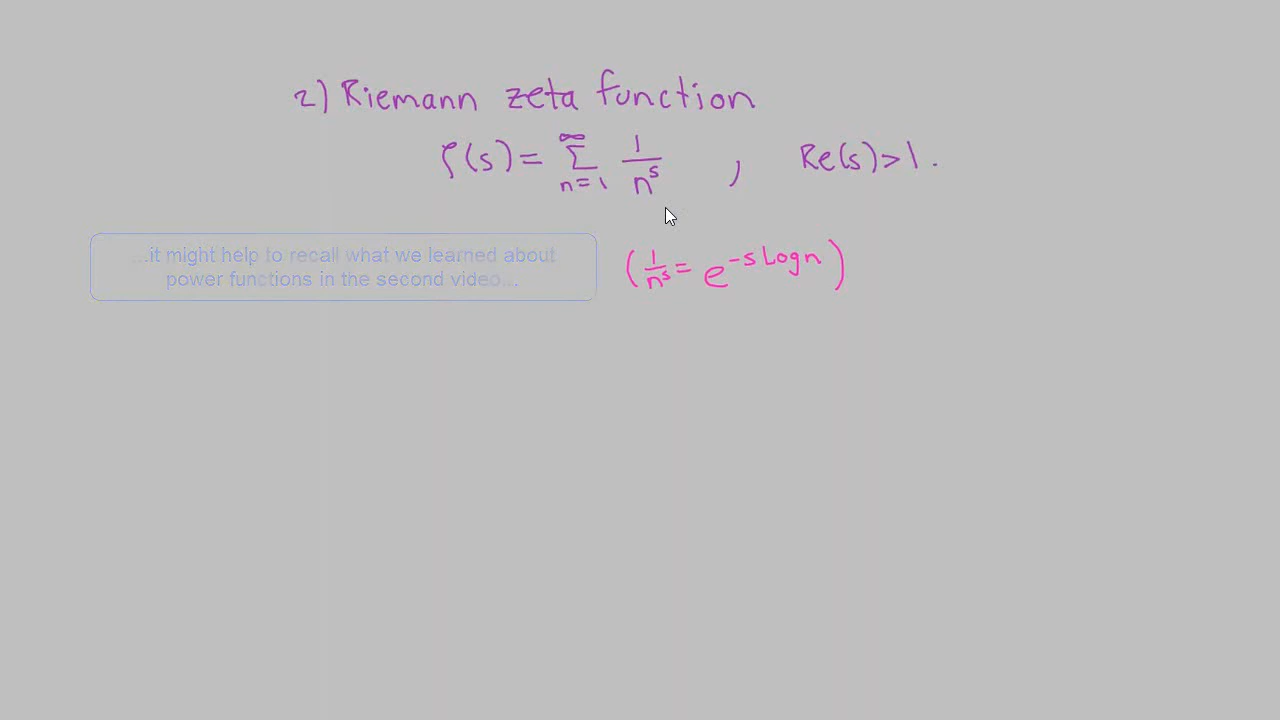 2) Riemann zeta function
ζ(s) = ∑_{n=1}^{∞} 1/n^s , Re(s) > 1.
...it might help to recall what we learned about
power functions in the second video...
(1/n^s = e^{-s Log n})